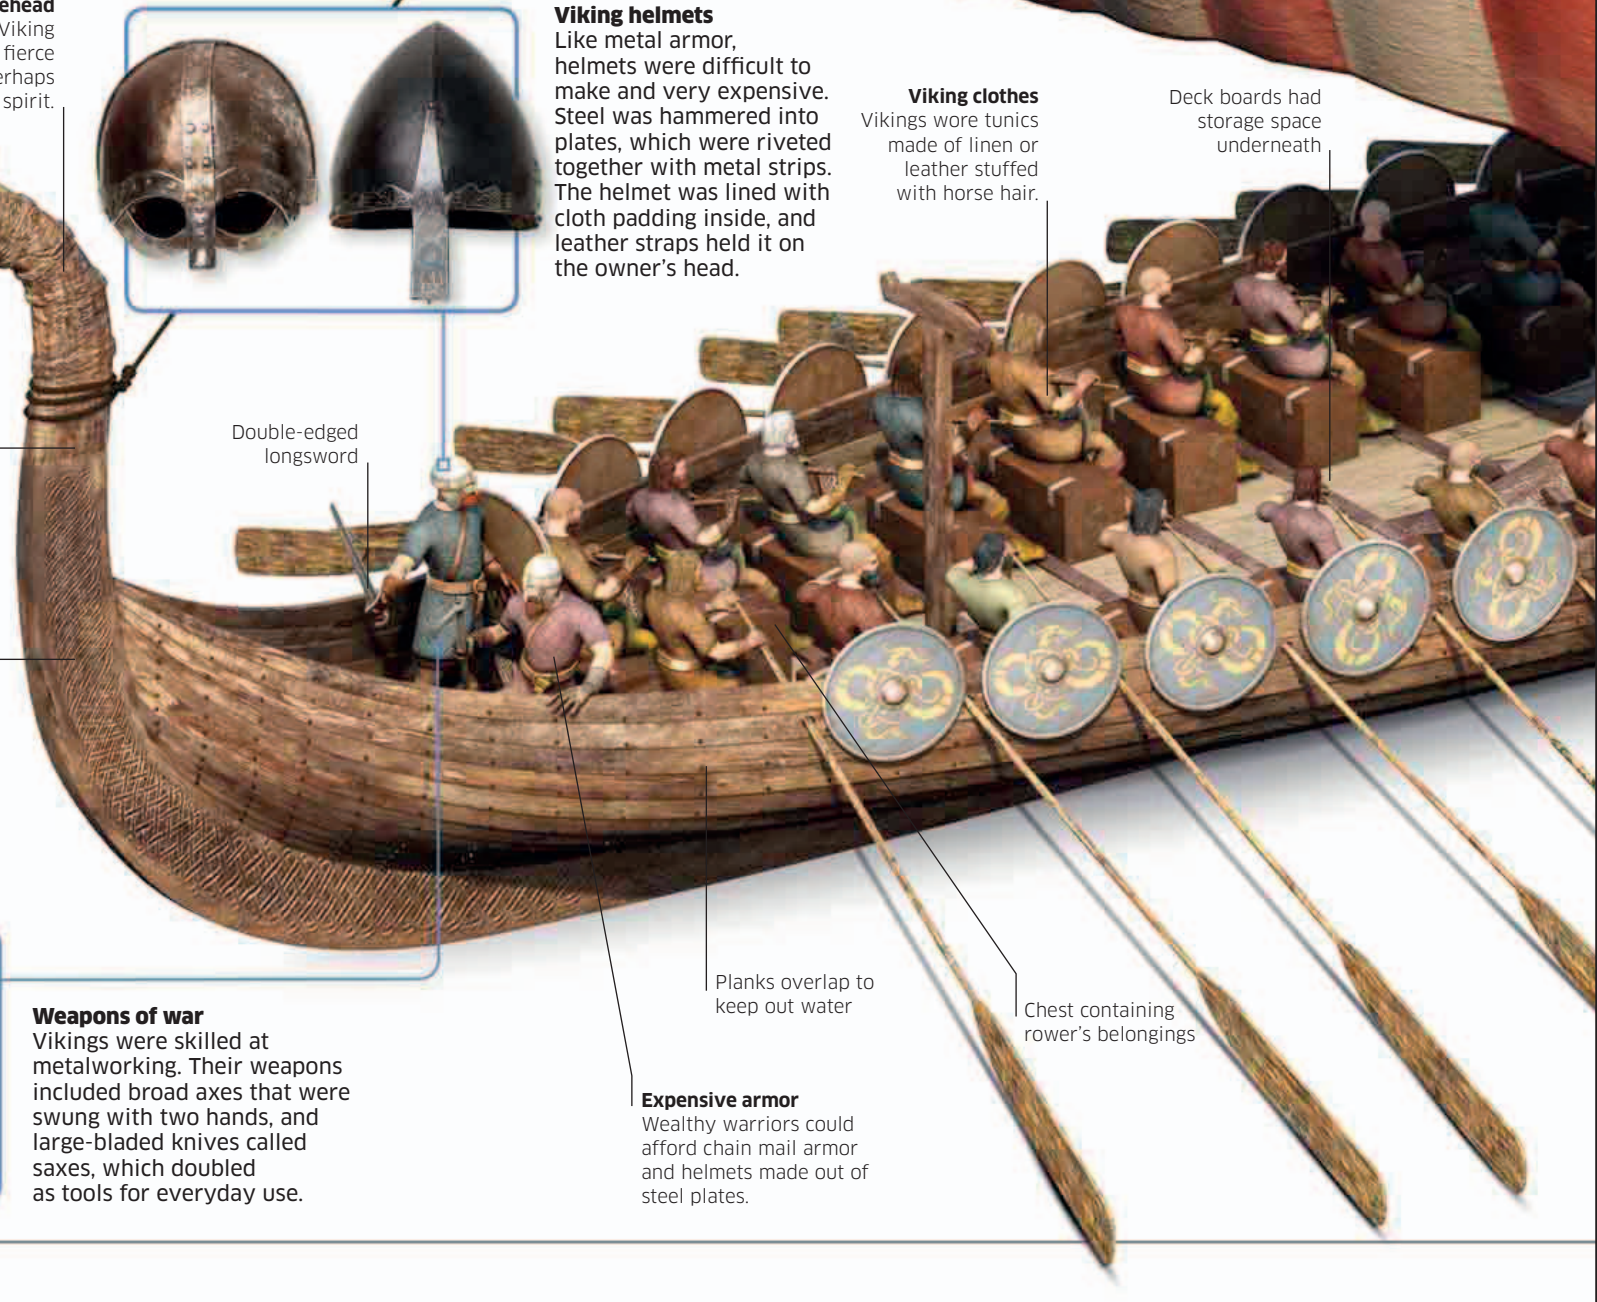 ehead
Viking
fierce
erhaps
spirit.
Viking helmets
Like metal armor,
helmets were difficult to
make and very expensive.
Steel was hammered into
plates, which were riveted
together with metal strips.
The helmet was lined with
cloth padding inside, and
leather straps held it on
the owner's head.
Viking clothes
Vikings wore tunics
made of linen or
leather stuffed
with horse hair.
Deck boards had
storage space
underneath
Double-edged
longsword
Planks overlap to
keep out water
Chest containing
rower's belongings
Weapons of war
Vikings were skilled at
metalworking. Their weapons
included broad axes that were
swung with two hands, and
large-bladed knives called
saxes, which doubled
as tools for everyday use.
Expensive armor
Wealthy warriors could
afford chain mail armor
and helmets made out of
steel plates.